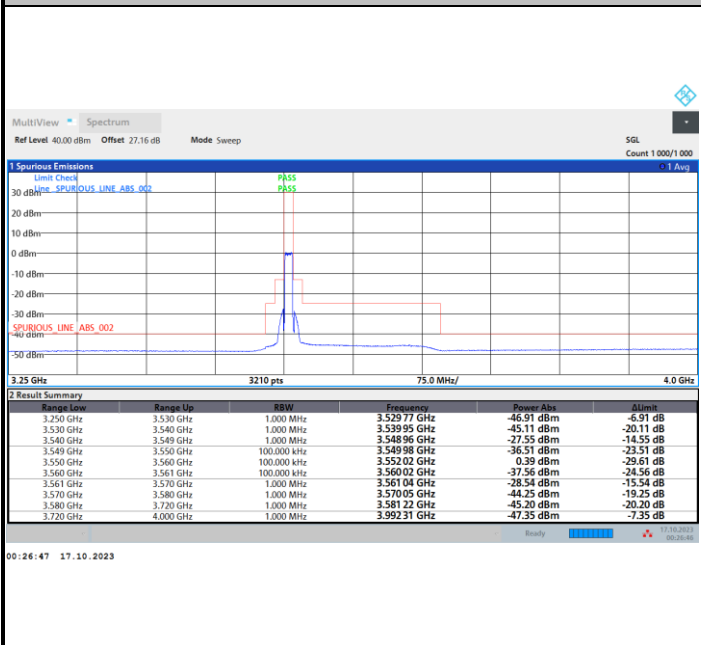 MultiView Spectrum
Ref Level 40.00 dBm Offset 27.16 dB Mode Sweep SGL
Count 1 000/1 000
1 Spurious Emissions 1 Avg
Limit Check PASS
Line _SPURIOUS_LINE_ABS_002 PASS
30 dBm
20 dBm
10 dBm
0 dBm
-10 dBm
-20 dBm
-30 dBm
_SPURIOUS_LINE_ABS_002
-40 dBm
-50 dBm
3.25 GHz 3210 pts 75.0 MHz/ 4.0 GHz
2 Result Summary
Range Low Range Up RBW Frequency Power Abs ΔLimit
3.250 GHz 3.530 GHz 1.000 MHz 3.529 77 GHz -46.91 dBm -6.91 dB
3.530 GHz 3.540 GHz 1.000 MHz 3.539 95 GHz -45.11 dBm -20.11 dB
3.540 GHz 3.549 GHz 1.000 MHz 3.548 96 GHz -27.55 dBm -14.55 dB
3.549 GHz 3.550 GHz 100.000 kHz 3.549 98 GHz -36.51 dBm -23.51 dB
3.550 GHz 3.560 GHz 100.000 kHz 3.552 02 GHz 0.39 dBm -29.61 dB
3.560 GHz 3.561 GHz 100.000 kHz 3.560 02 GHz -37.56 dBm -24.56 dB
3.561 GHz 3.570 GHz 1.000 MHz 3.561 04 GHz -28.54 dBm -15.54 dB
3.570 GHz 3.580 GHz 1.000 MHz 3.570 05 GHz -44.25 dBm -19.25 dB
3.580 GHz 3.720 GHz 1.000 MHz 3.581 22 GHz -45.20 dBm -20.20 dB
3.720 GHz 4.000 GHz 1.000 MHz 3.992 31 GHz -47.35 dBm -7.35 dB
Ready 17.10.2023
00:26:46
00:26:47 17.10.2023